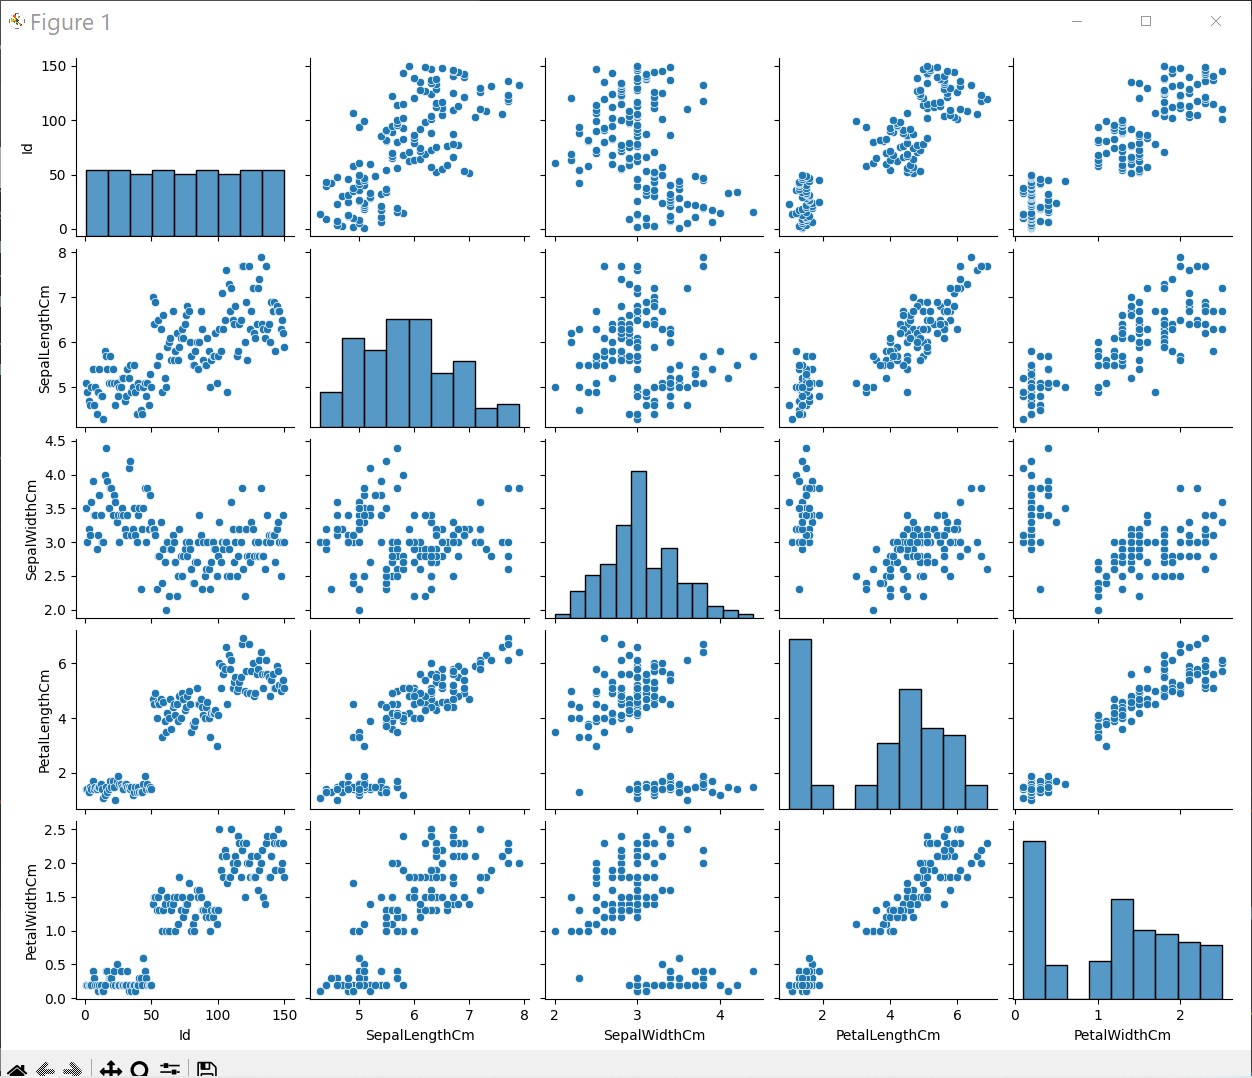 Figure 1
150
100
50
0
Id
8
7
6
5
SepalLengthCm
4.5
4.0
3.5
3.0
2.5
2.0
SepalWidthCm
6
4
2
PetalLengthCm
2.5
2.0
1.5
1.0
0.5
0.0
PetalWidthCm
0 50 100 150 5 6 7 8 2 3 4 2 4 6 0 1 2
Id SepalLengthCm SepalWidthCm PetalLengthCm PetalWidthCm